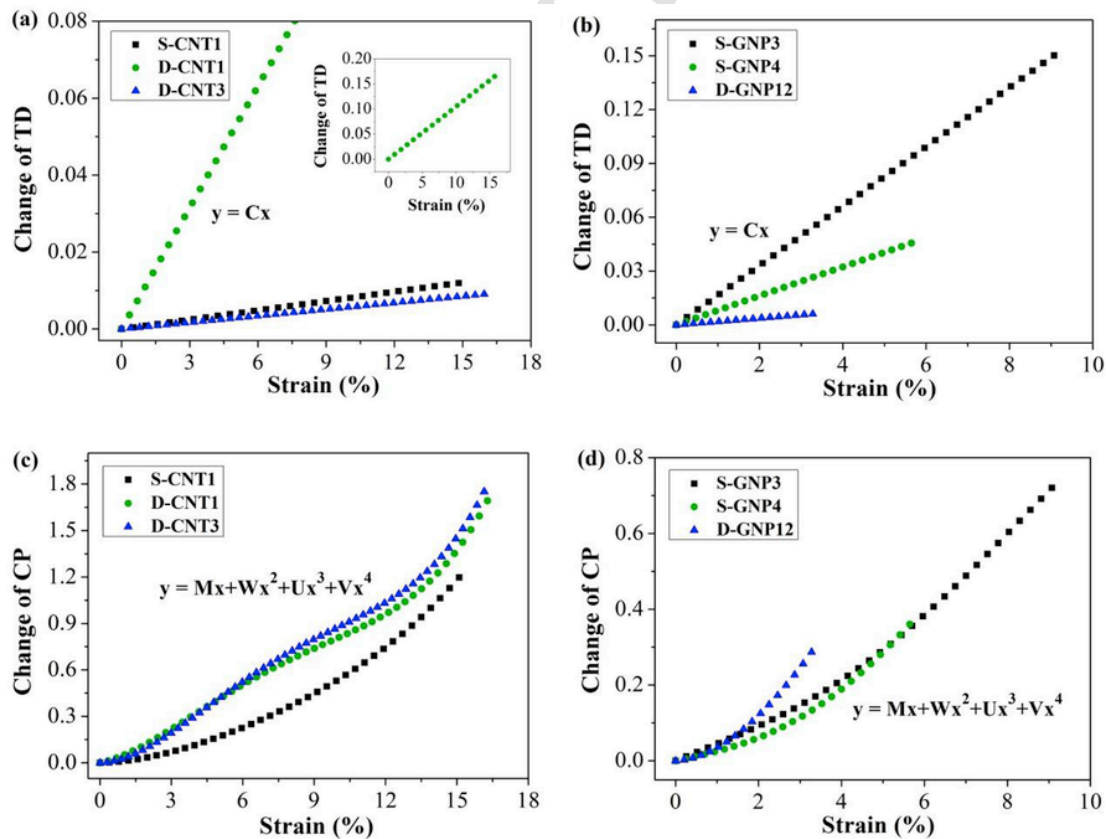 (a)
0.08
0.06
0.04
0.02
0.00
Change of TD
S-CNT1
D-CNT1
D-CNT3
y = Cx
0 3 6 9 12 15 18
Strain (%)
0.20
0.15
0.10
0.05
0.00
Change of TD
0 5 10 15
Strain (%)
(b)
0.15
0.12
0.09
0.06
0.03
0.00
Change of TD
S-GNP3
S-GNP4
D-GNP12
y = Cx
0 2 4 6 8 10
Strain (%)
(c)
1.8
1.5
1.2
0.9
0.6
0.3
0.0
Change of CP
S-CNT1
D-CNT1
D-CNT3
y = Mx+Wx²+Ux³+Vx⁴
0 3 6 9 12 15 18
Strain (%)
(d)
0.8
0.6
0.4
0.2
0.0
Change of CP
S-GNP3
S-GNP4
D-GNP12
y = Mx+Wx²+Ux³+Vx⁴
0 2 4 6 8 10
Strain (%)